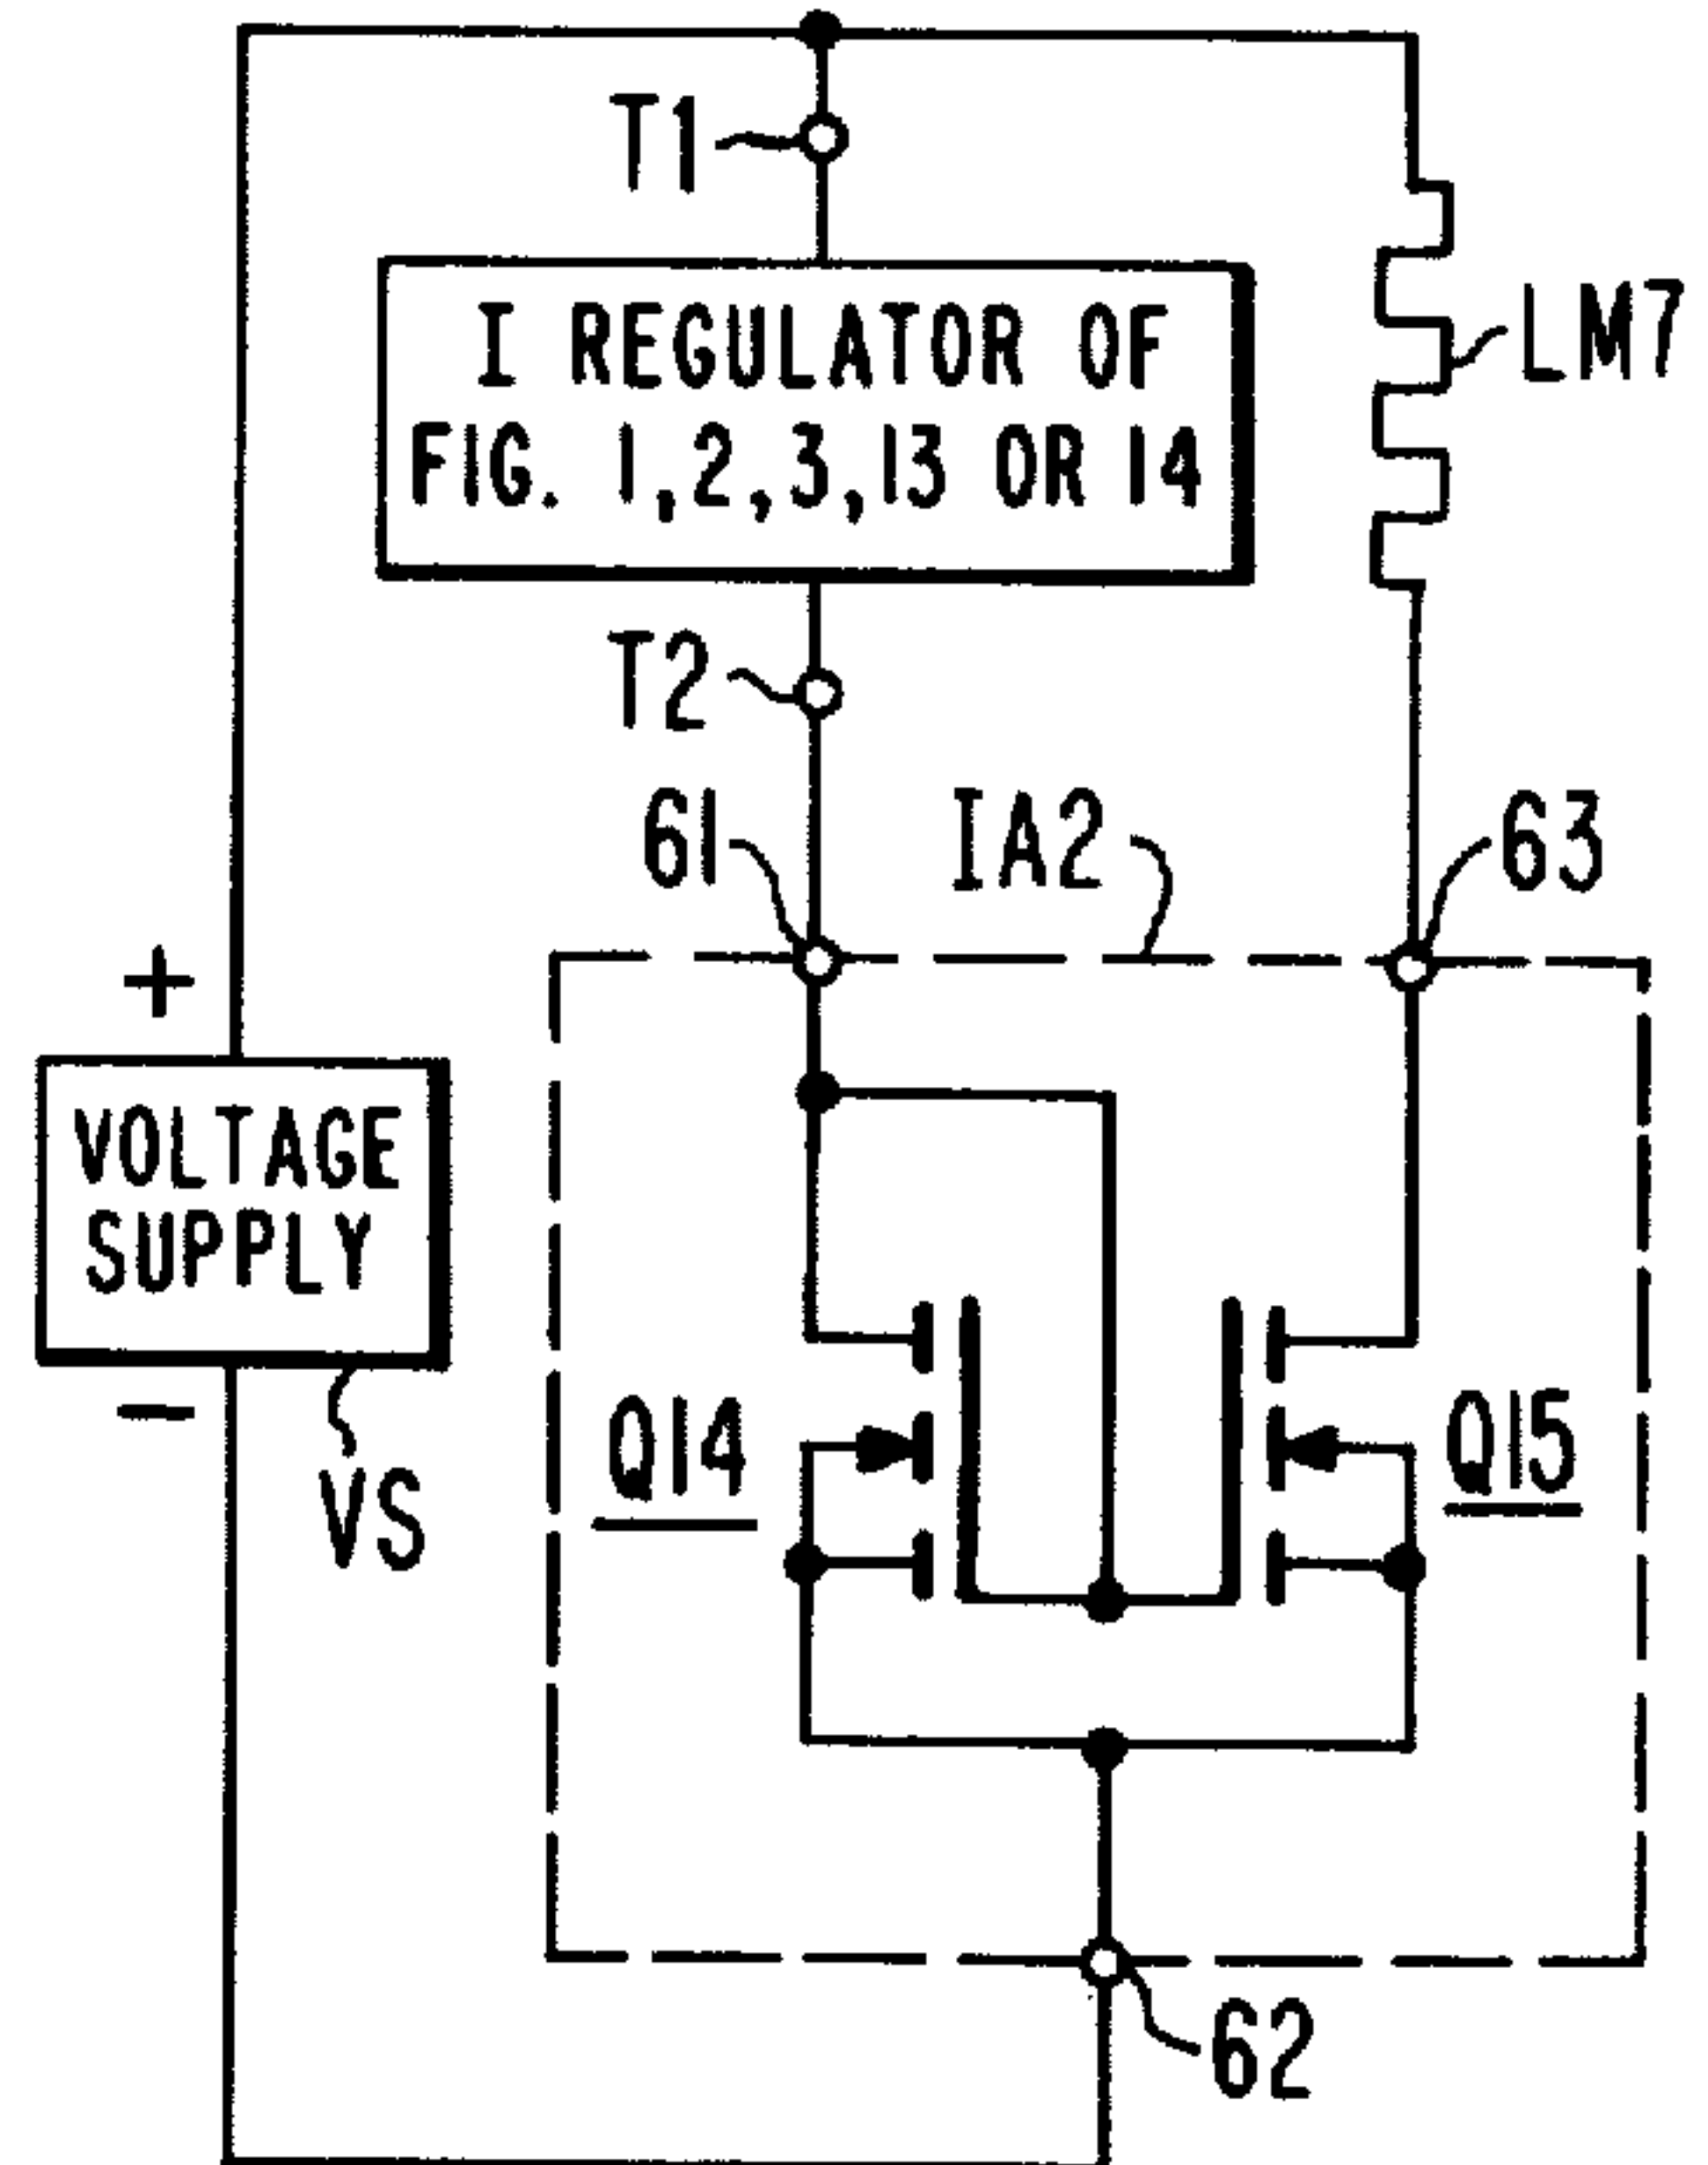 T1
I REGULATOR OF
FIG. 1,2,3,13 OR 14
LM7
T2
61
IA2
63
+
VOLTAGE
SUPPLY
−
VS
Q14
Q15
62